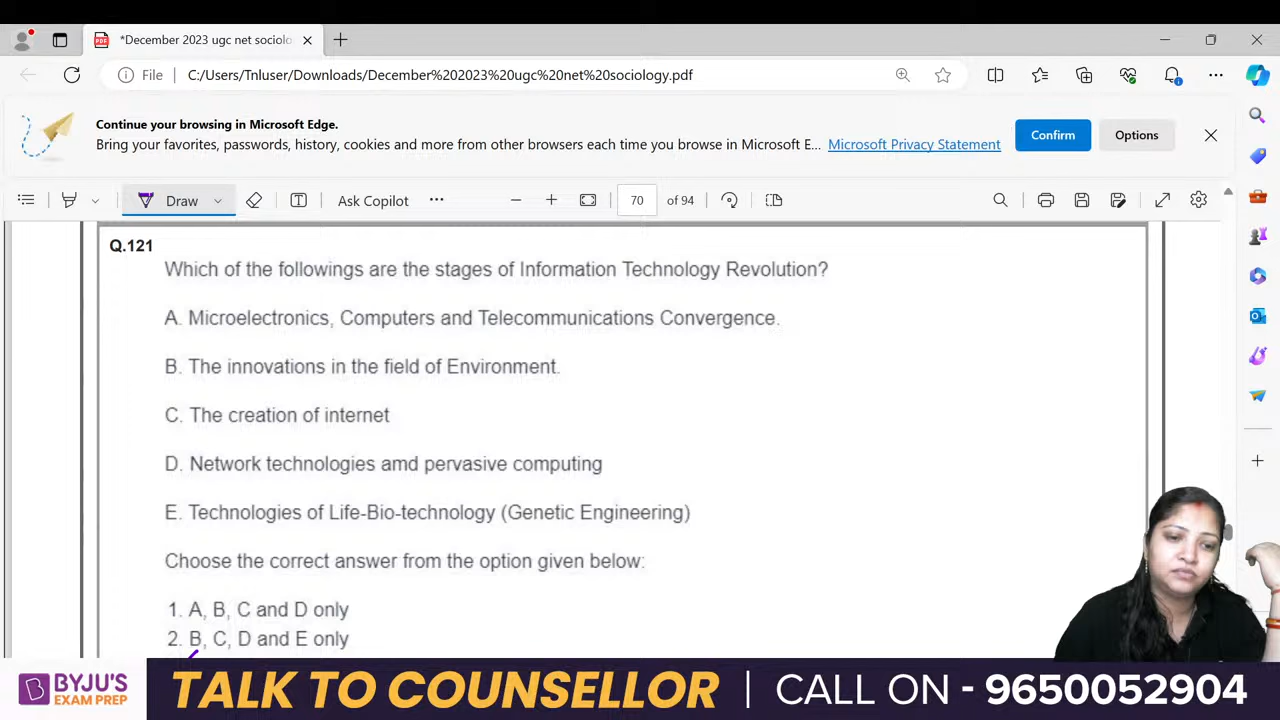 *December 2023 ugc net sociolo
File C:/Users/Tnluser/Downloads/December%202023%20ugc%20net%20sociology.pdf
Continue your browsing in Microsoft Edge.
Bring your favorites, passwords, history, cookies and more from other browsers each time you browse in Microsoft E... Microsoft Privacy Statement
Confirm
Options
Draw
Ask Copilot
70 of 94
Q.121
Which of the followings are the stages of Information Technology Revolution?
A. Microelectronics, Computers and Telecommunications Convergence.
B. The innovations in the field of Environment.
C. The creation of internet
D. Network technologies amd pervasive computing
E. Technologies of Life-Bio-technology (Genetic Engineering)
Choose the correct answer from the option given below:
1. A, B, C and D only
2. B, C, D and E only
BYJU'S
EXAM PREP
TALK TO COUNSELLOR | CALL ON - 9650052904